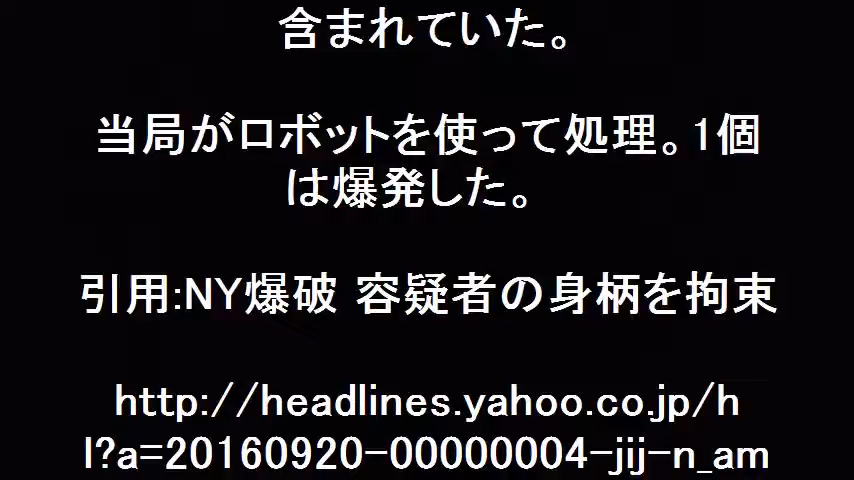 含まれていた。
当局がロボットを使って処理。1個
は爆発した。
引用:NY爆破 容疑者の身柄を拘束
http://headlines.yahoo.co.jp/h
l?a=20160920-00000004-jij-n_am